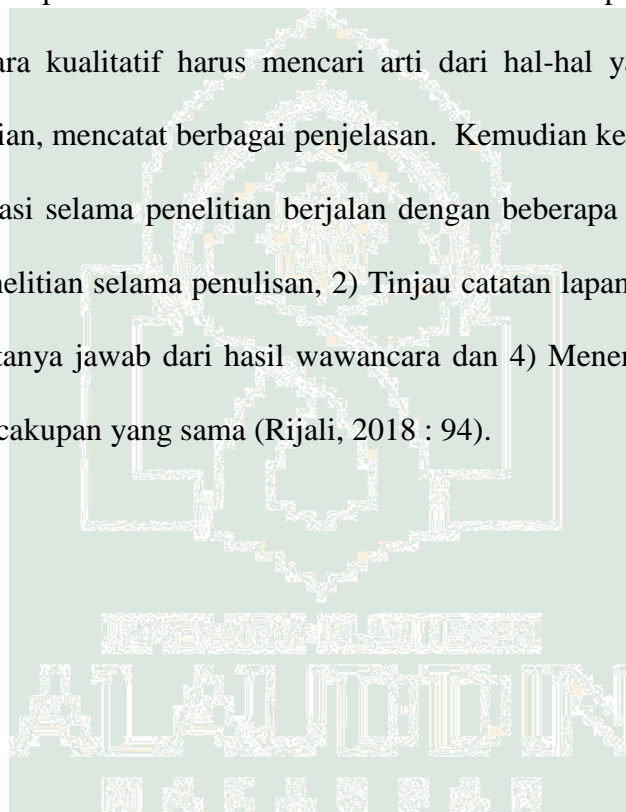 ara kualitatif harus mencari arti dari hal-hal
ian, mencatat berbagai penjelasan. Kemudian ke
asi selama penelitian berjalan dengan beberapa
elitian selama penulisan, 2) Tinjau catatan lapan
tanya jawab dari hasil wawancara dan 4) Mener
cakupan yang sama (Rijali, 2018 : 94).
ALAUDDIN